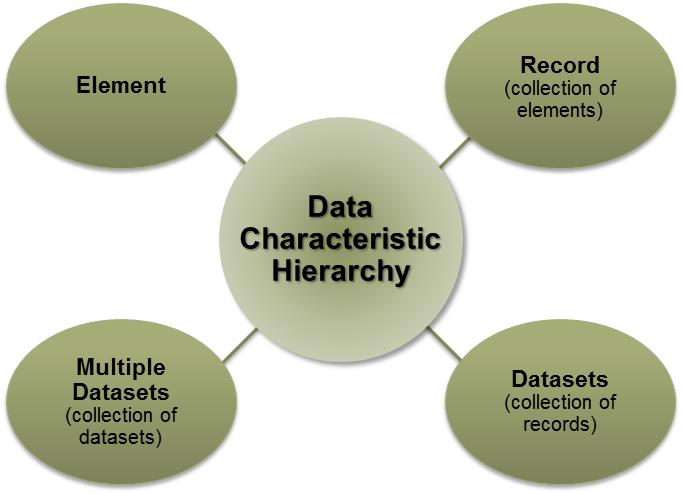 Element
Record
(collection of
elements)
Data
Characteristic
Hierarchy
Multiple
Datasets
(collection of
datasets)
Datasets
(collection of
records)